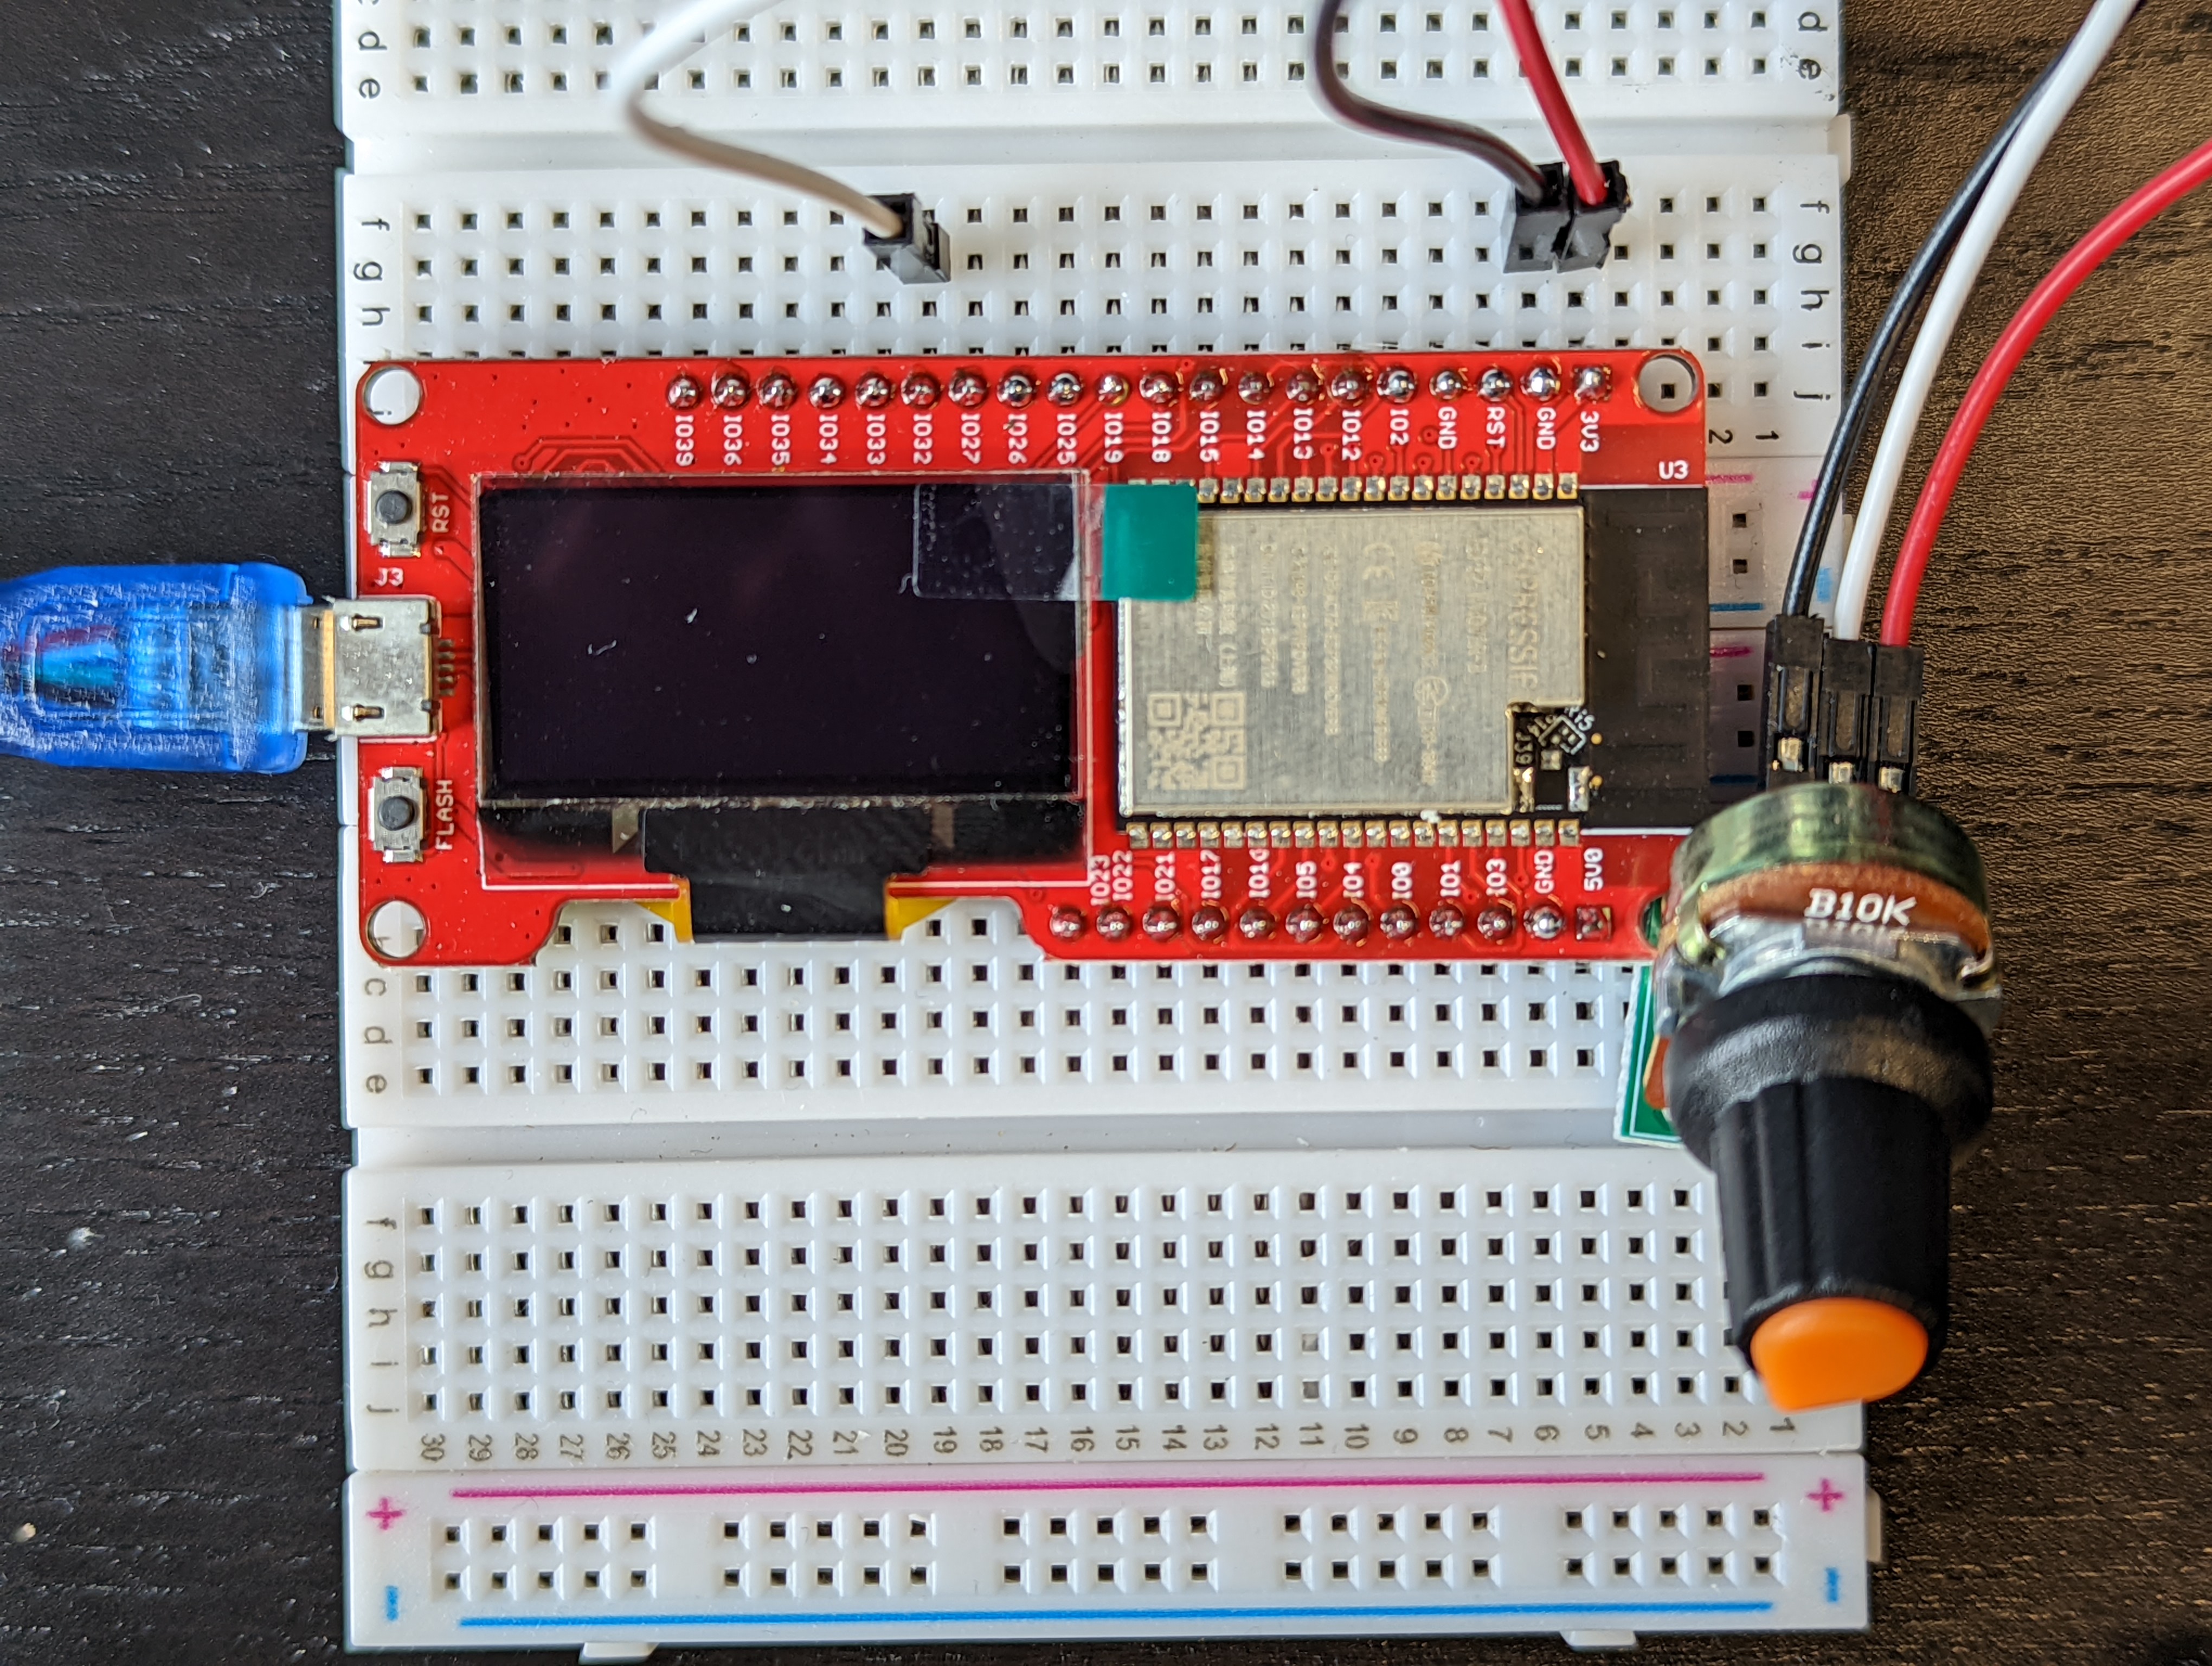 d
e
d
e
f
g
h
f
g
h
i
j
IO39
IO36
IO35
IO34
IO33
IO32
IO27
IO26
IO25
IO19
IO18
IO15
IO14
IO13
IO12
IO2
GND
RST
GND
3V3
2
1
U3
RST
J3
FLASH
CE
IO23
IO22
IO21
IO17
IO16
IO5
IO4
IO0
IO1
IO3
GND
5V0
B10K
c
d
e
f
g
h
i
j
30
29
28
27
26
25
24
23
22
21
20
19
18
17
16
15
14
13
12
11
10
9
8
7
6
5
4
3
2
1
+
+
-
-